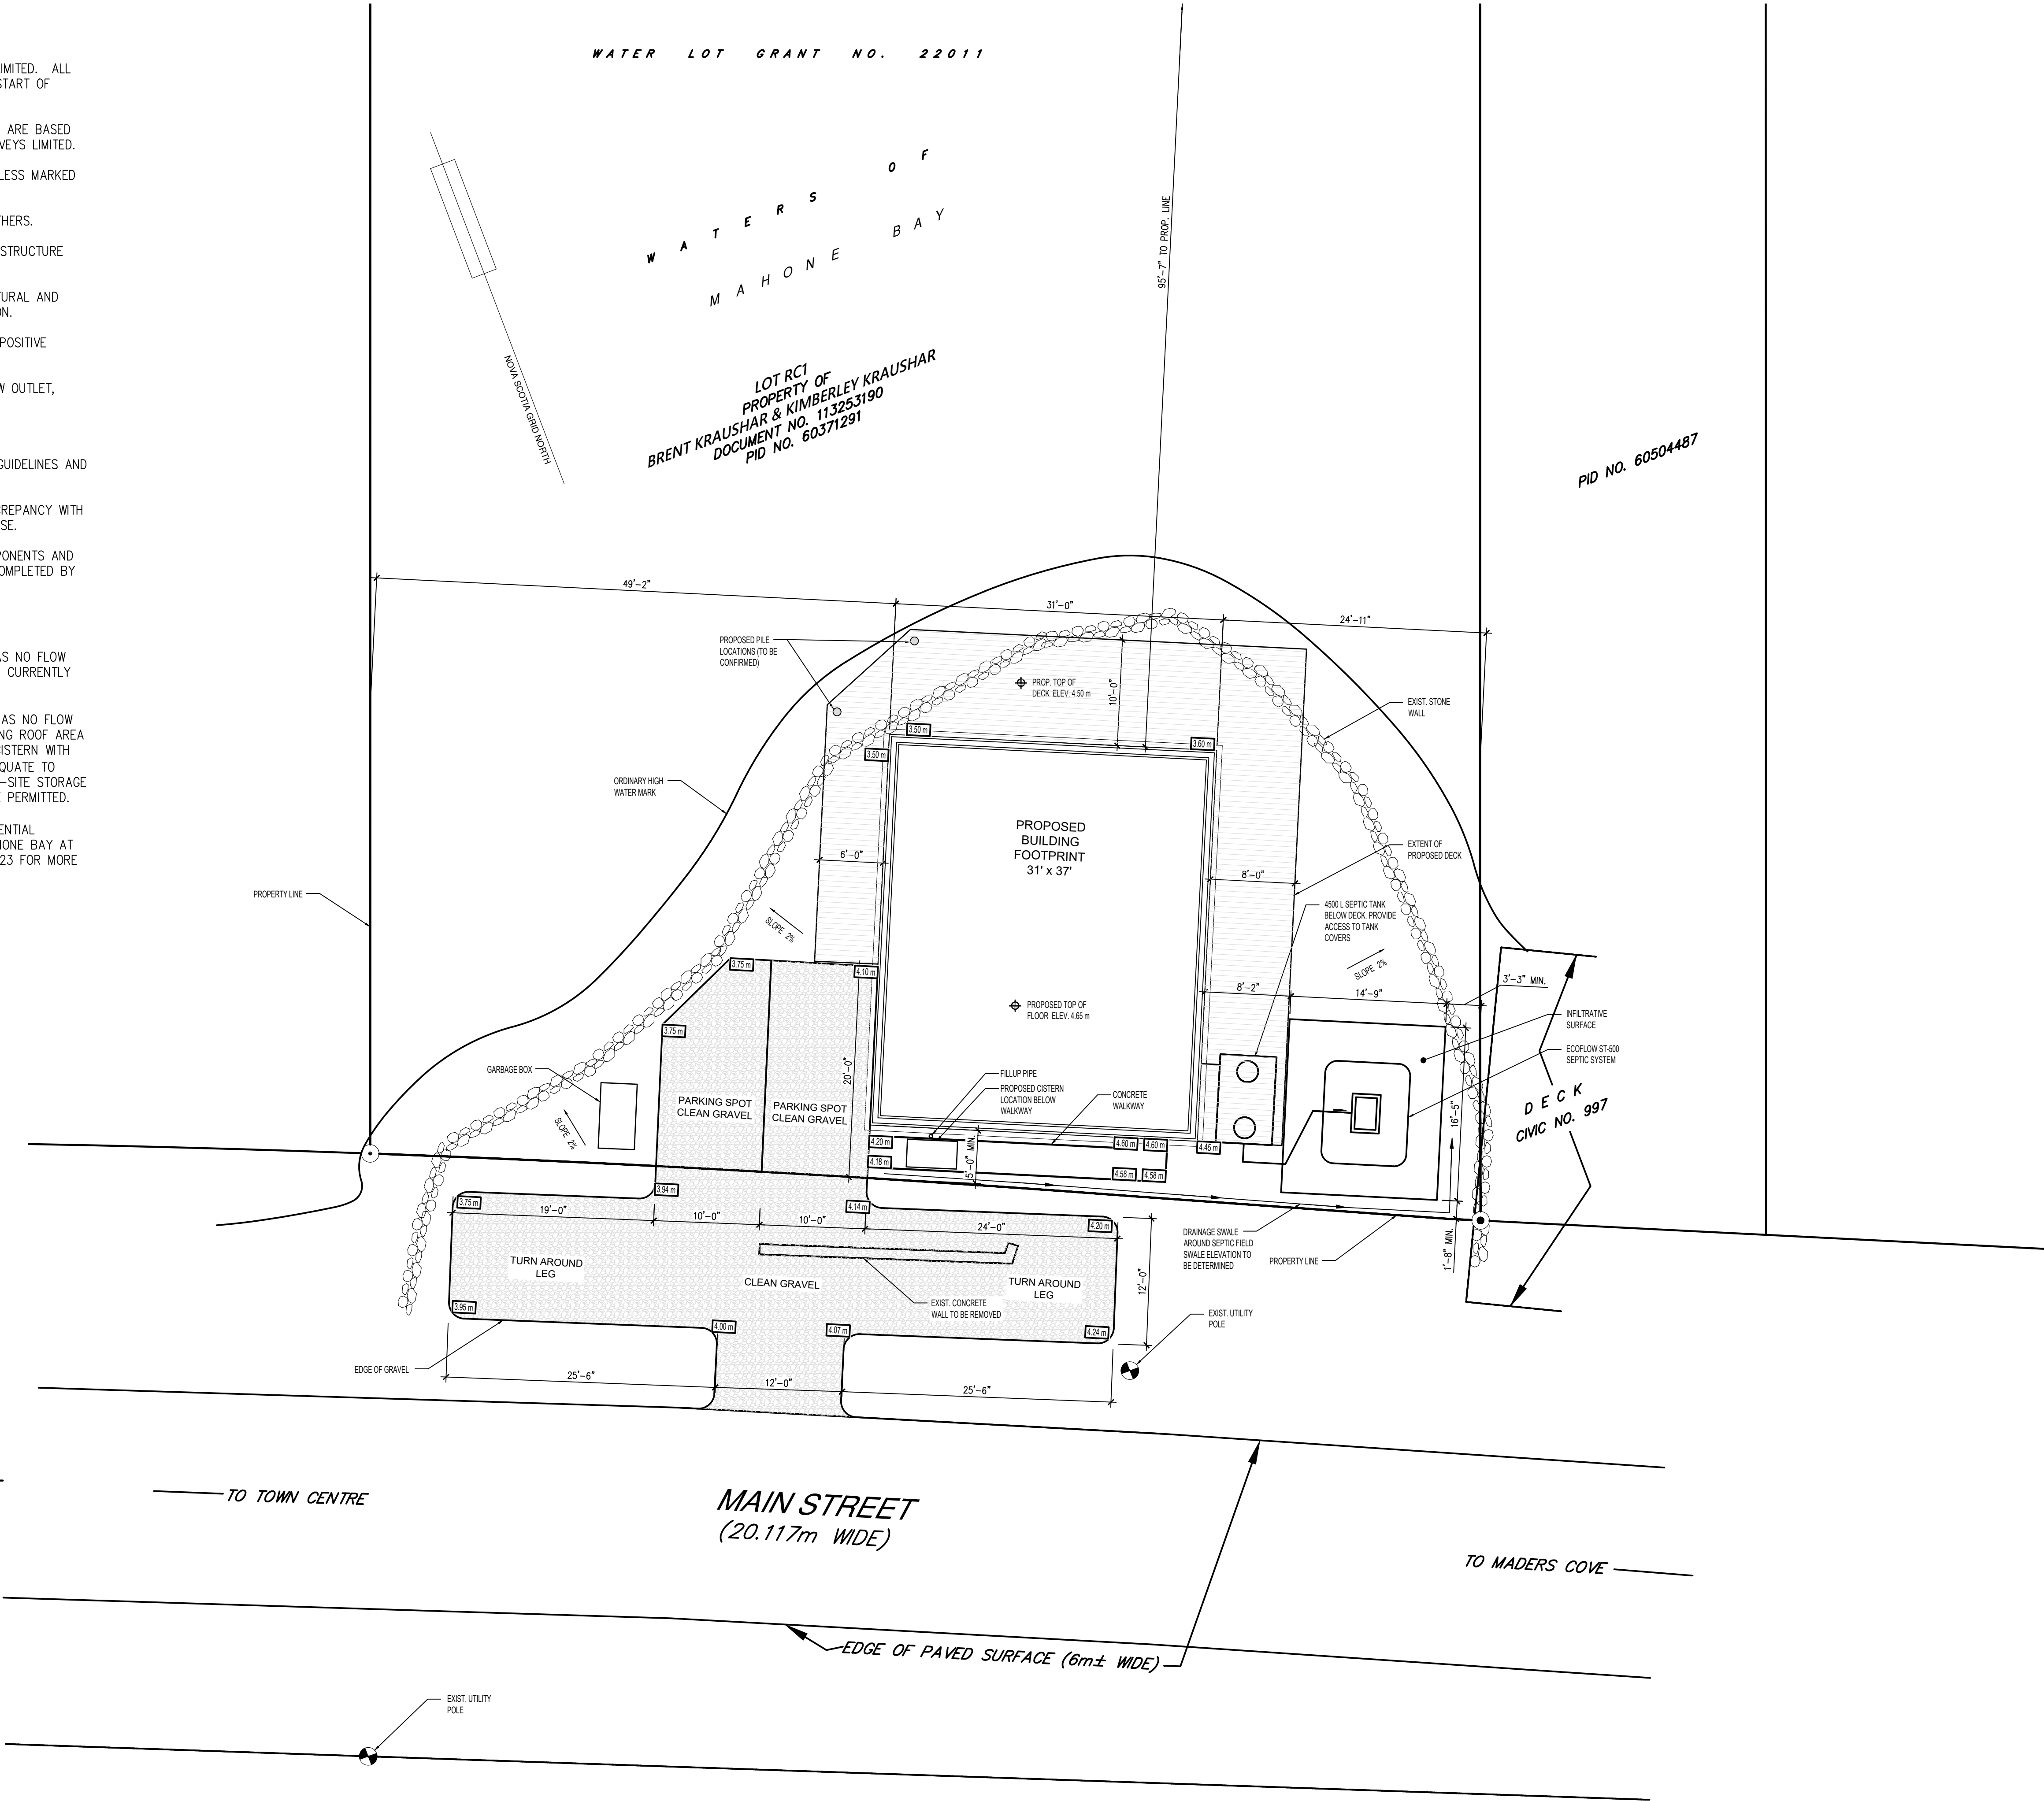 IMITED. ALL
START OF
ARE BASED
VEYS LIMITED.
LESS MARKED
THERS.
STRUCTURE
TURAL AND
ON.
POSITIVE
W OUTLET,
GUIDELINES AND
CREPANCY WITH
SE.
PONENTS AND
OMPLETED BY
AS NO FLOW
CURRENTLY
AS NO FLOW
NG ROOF AREA
CISTERN WITH
QUATE TO
-SITE STORAGE
E PERMITTED.
ENTIAL
HONE BAY AT
23 FOR MORE
WATER LOT GRANT NO. 22011
WATERS OF
MAHONE BAY
NOVA SCOTIA GRID NORTH
95'-7" TO PROP. LINE
LOT RC1
PROPERTY OF
BRENT KRAUSHAR & KIMBERLEY KRAUSHAR
DOCUMENT NO. 113253190
PID NO. 60371291
PID NO. 60504487
49'-2"
31'-0"
24'-11"
PROPOSED PILE
LOCATIONS (TO BE
CONFIRMED)
PROP. TOP OF
DECK ELEV. 4.50 m
10'-0"
EXIST. STONE
WALL
3.50 m
3.60 m
3.50 m
ORDINARY HIGH
WATER MARK
PROPOSED
BUILDING
FOOTPRINT
31' x 37'
6'-0"
8'-0"
EXTENT OF
PROPOSED DECK
PROPERTY LINE
4500 L SEPTIC TANK
BELOW DECK. PROVIDE
ACCESS TO TANK
COVERS
SLOPE 2%
SLOPE 2%
3.75 m
4.10 m
3'-3" MIN.
8'-2"
14'-9"
PROPOSED TOP OF
FLOOR ELEV. 4.65 m
INFILTRATIVE
SURFACE
3.75 m
ECOFLOW ST-500
SEPTIC SYSTEM
GARBAGE BOX
20'-0"
FILLUP PIPE
PROPOSED CISTERN
LOCATION BELOW
WALKWAY
CONCRETE
WALKWAY
PARKING SPOT
CLEAN GRAVEL
PARKING SPOT
CLEAN GRAVEL
DECK
CIVIC NO. 997
16'-5"
SLOPE 2%
4.20 m
4.18 m
5'-0" MIN.
4.60 m
4.60 m
4.45 m
4.58 m
4.58 m
3.94 m
3.75 m
4.14 m
19'-0"
10'-0"
10'-0"
24'-0"
4.20 m
DRAINAGE SWALE
AROUND SEPTIC FIELD
SWALE ELEVATION TO
BE DETERMINED
PROPERTY LINE
1'-8" MIN.
TURN AROUND
LEG
CLEAN GRAVEL
TURN AROUND
LEG
12'-0"
EXIST. CONCRETE
WALL TO BE REMOVED
3.95 m
4.00 m
4.07 m
4.24 m
EXIST. UTILITY
POLE
EDGE OF GRAVEL
25'-6"
12'-0"
25'-6"
TO TOWN CENTRE
MAIN STREET
(20.117m WIDE)
TO MADERS COVE
EDGE OF PAVED SURFACE (6m± WIDE)
EXIST. UTILITY
POLE